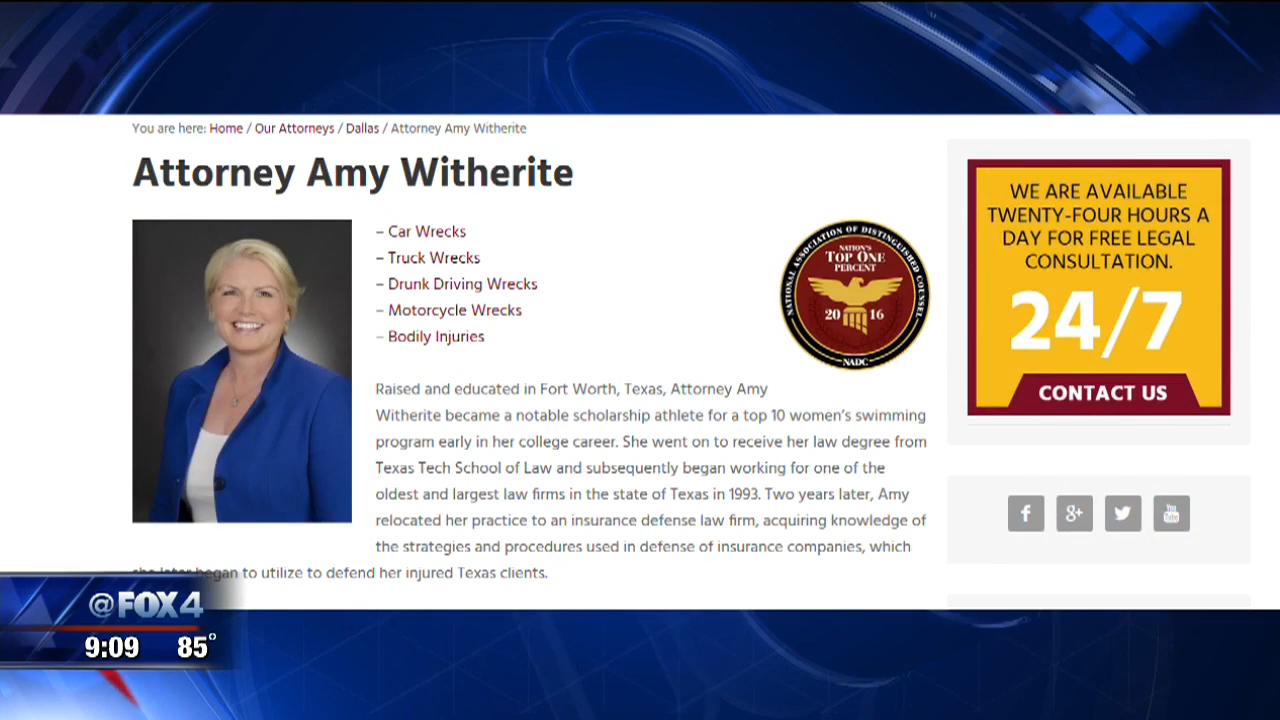 You are here: Home / Our Attorneys / Dallas / Attorney Amy Witherite
Attorney Amy Witherite
– Car Wrecks
– Truck Wrecks
– Drunk Driving Wrecks
– Motorcycle Wrecks
– Bodily Injuries
NATIONAL ASSOCIATION OF DISTINGUISHED COUNSEL
NATION'S
TOP ONE
PERCENT
20 16
NADC
Raised and educated in Fort Worth, Texas, Attorney Amy
Witherite became a notable scholarship athlete for a top 10 women's swimming
program early in her college career. She went on to receive her law degree from
Texas Tech School of Law and subsequently began working for one of the
oldest and largest law firms in the state of Texas in 1993. Two years later, Amy
relocated her practice to an insurance defense law firm, acquiring knowledge of
the strategies and procedures used in defense of insurance companies, which
she later began to utilize to defend her injured Texas clients.
WE ARE AVAILABLE
TWENTY-FOUR HOURS A
DAY FOR FREE LEGAL
CONSULTATION.
24/7
CONTACT US
f
g+
You
Tube
@FOX 4
9:09 85°